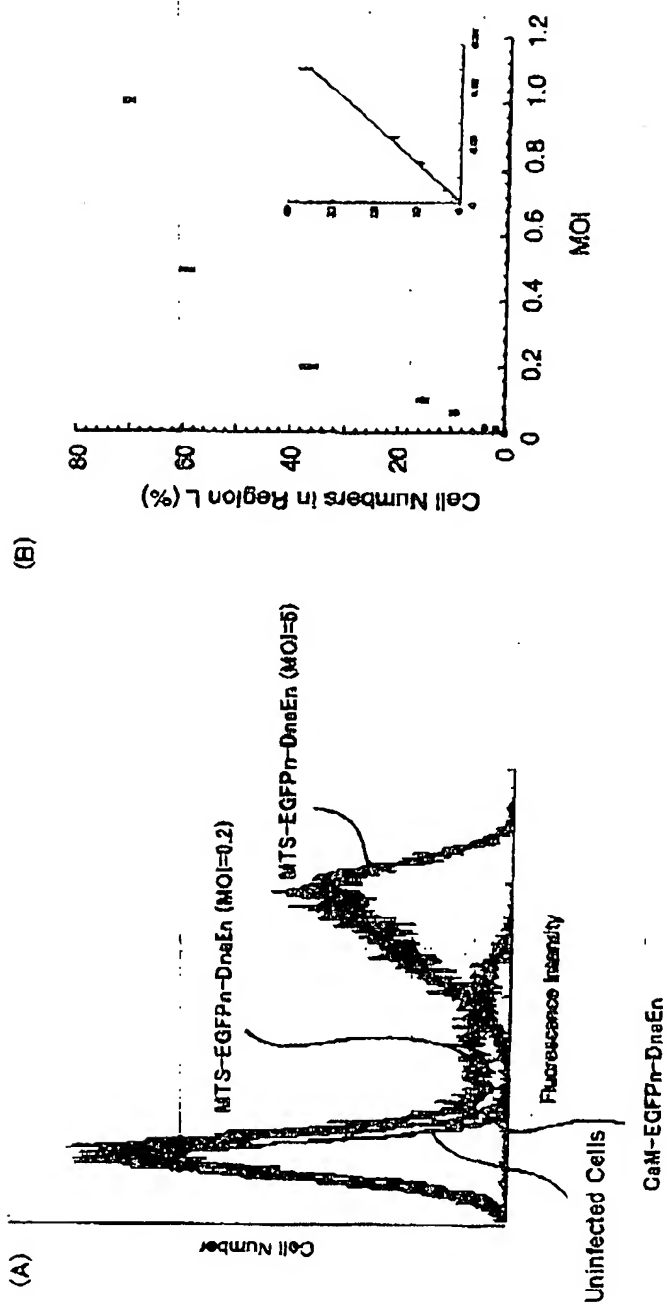 (A)
Cell Number
MTS-EGFPn-DnaEn (MOI=0.2)
MTS-EGFPn-DnaEn (MOI=5)
Fluorescance Intensity
Uninfected Cells
CaM-EGFPn-DnaEn
(B)
Cell Numbers in Region L (%)
80
60
40
20
0
0
0.2
0.4
0.6
0.8
1.0
1.2
MOI